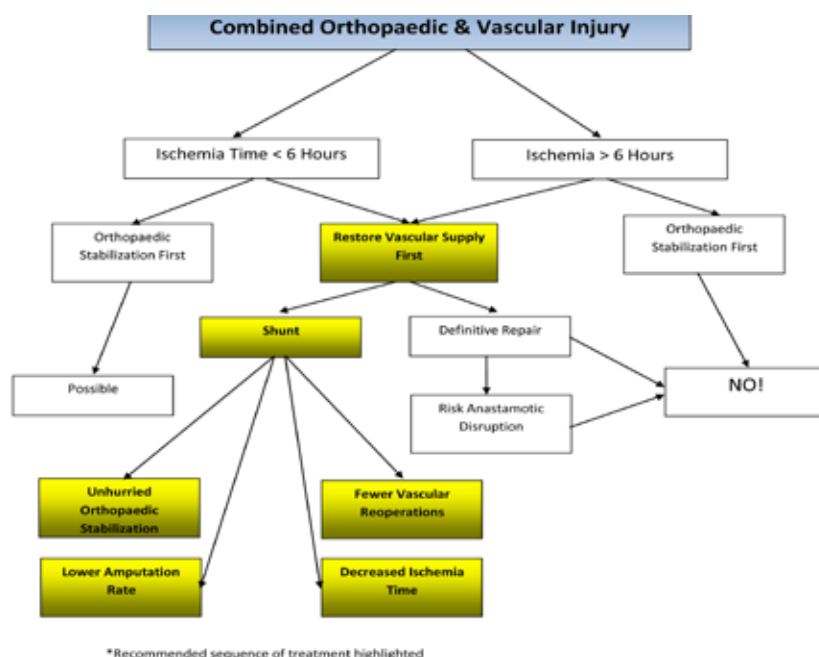 Combined Orthopaedic & Vascular Injury
Ischemia Time < 6 Hours
Ischemia > 6 Hours
Orthopaedic
Stabilization First
Restore Vascular Supply
First
Orthopaedic
Stabilization First
Shunt
Definitive Repair
Possible
NO!
Risk Anastamotic
Disruption
Unhurried
Orthopaedic
Stabilization
Fewer Vascular
Reoperations
Lower Amputation
Rate
Decreased Ischemia
Time
*Recommended sequence of treatment highlighted